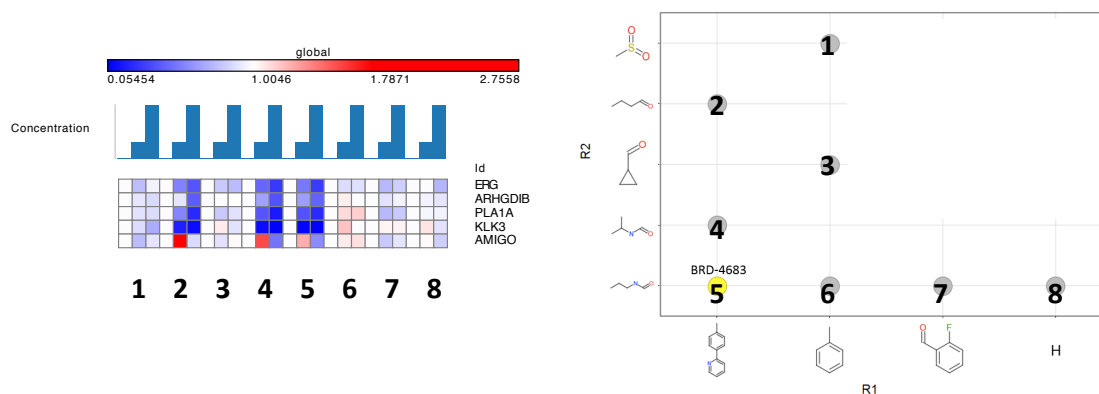 global
0.05454 1.0046 1.7871 2.7558
Concentration
Id
ERG
ARHGDIB
PLA1A
KLK3
AMIGO
1 2 3 4 5 6 7 8
R2
O
S
O
1
O
2
O
3
N
O
4
BRD-4683
N
O
5 6 7 8
N
O
F
H
R1